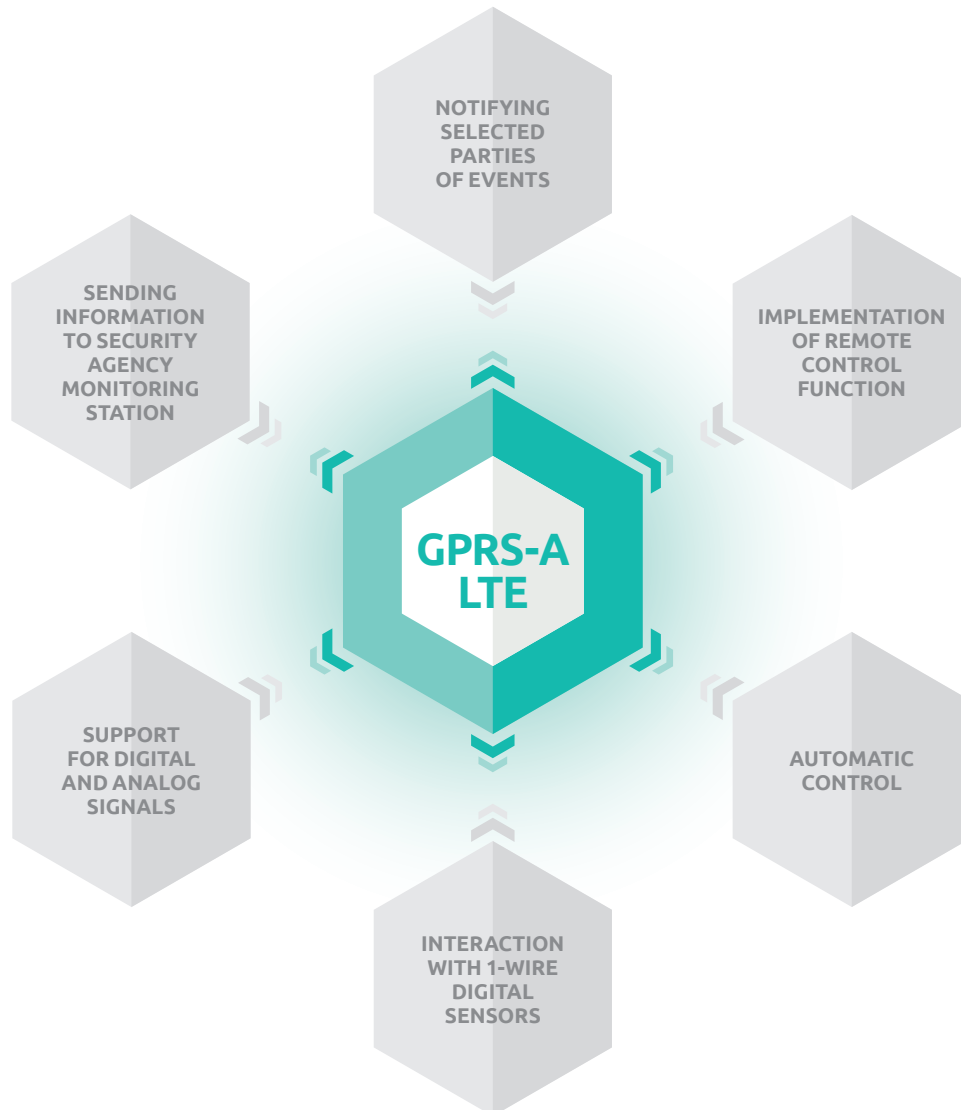 NOTIFYING
SELECTED
PARTIES
OF EVENTS
SENDING
INFORMATION
TO SECURITY
AGENCY
MONITORING
STATION
IMPLEMENTATION
OF REMOTE
CONTROL
FUNCTION
GPRS-A
LTE
SUPPORT
FOR DIGITAL
AND ANALOG
SIGNALS
AUTOMATIC
CONTROL
INTERACTION
WITH 1-WIRE
DIGITAL
SENSORS